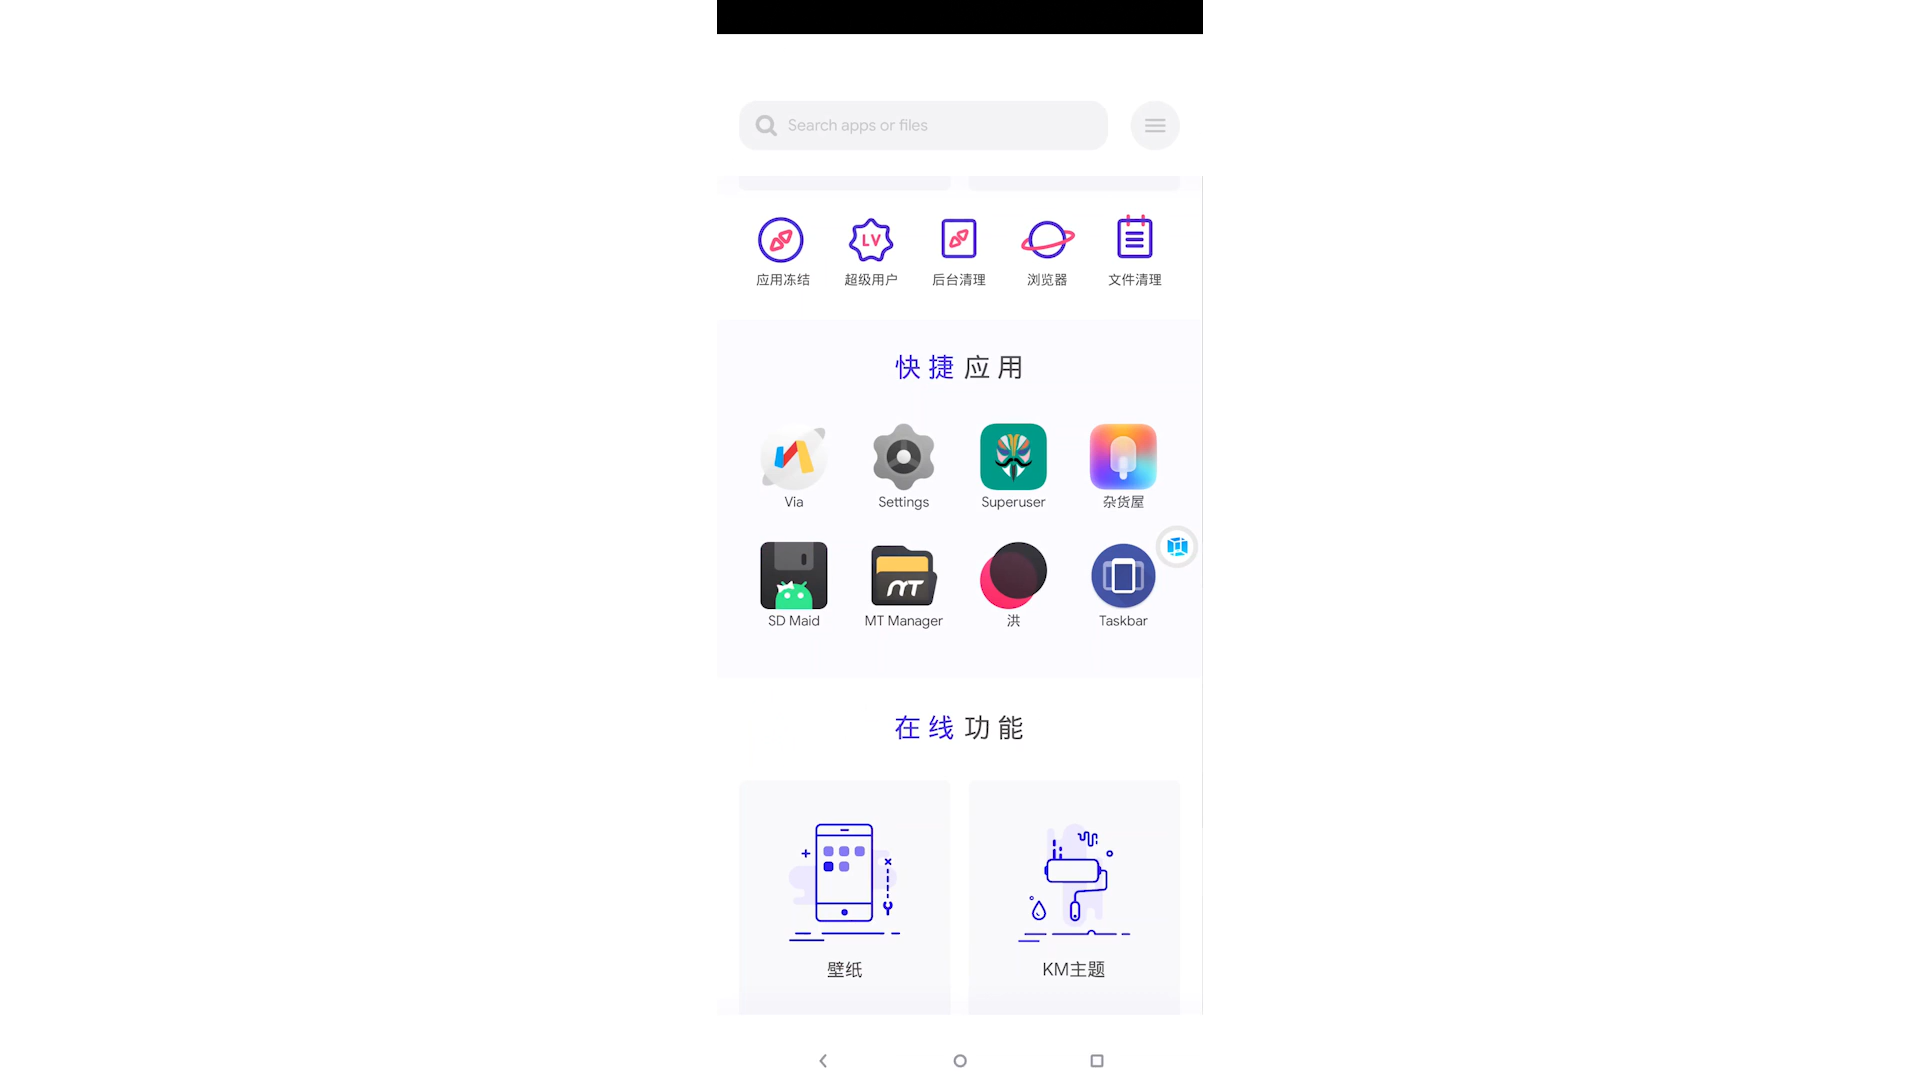 Search apps or files
应用冻结 超级用户 后台清理 浏览器 文件清理
LV
快捷应用
Via Settings Superuser 杂货屋
MT
SD Maid MT Manager 洪 Taskbar
在线功能
壁纸 KM主题